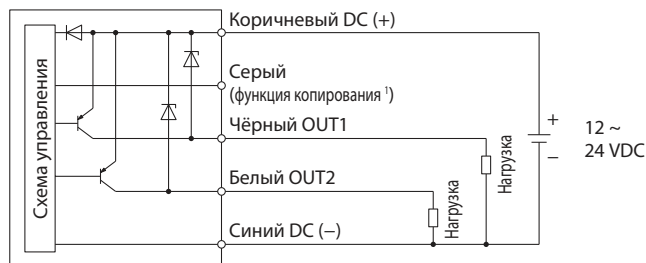 Коричневый DC (+)
Серый
(функция копирования ¹)
Чёрный OUT1
Белый OUT2
Синий DC (−)
Схема управления
Нагрузка
Нагрузка
+
−
12 ~
24 VDC